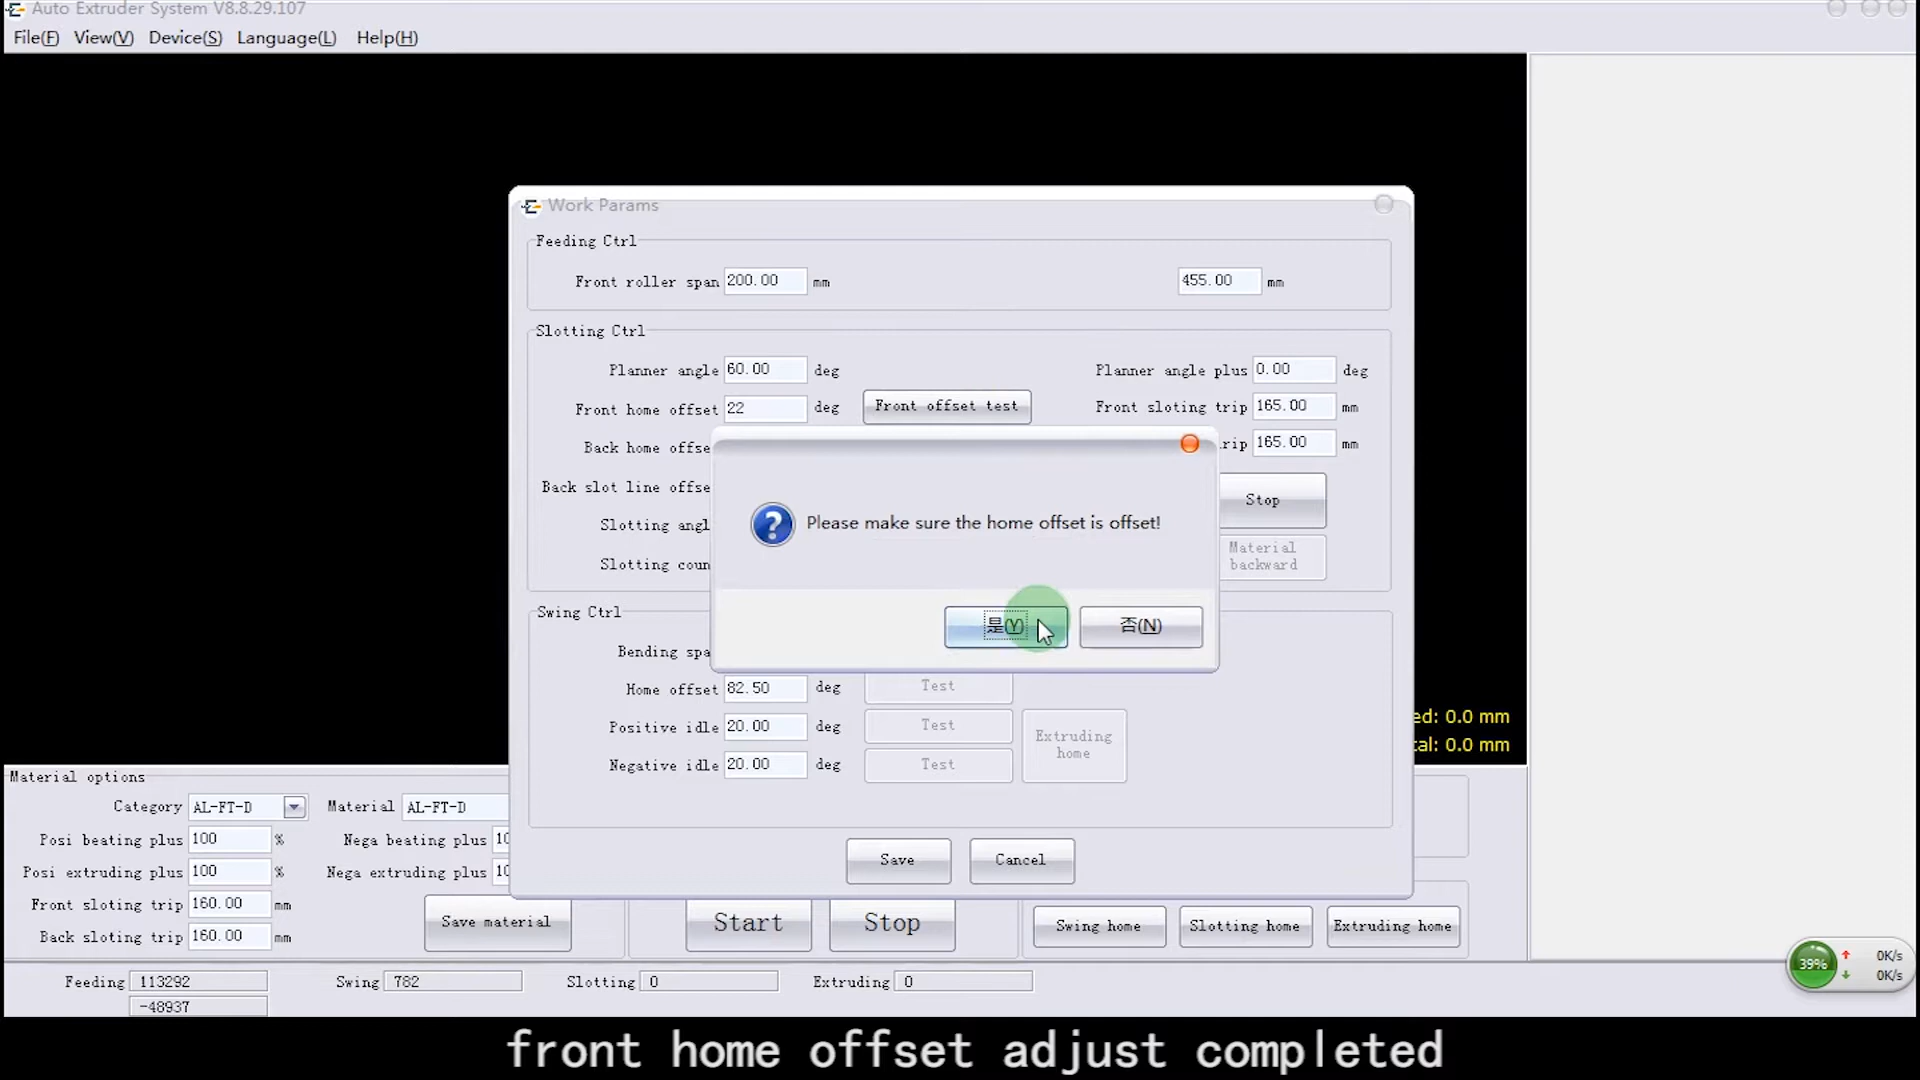 Auto Extruder System V8.8.29.107
File(F) View(V) Device(S) Language(L) Help(H)
Work Params
Feeding Ctrl
Front roller span 200.00 mm 455.00 mm
Slotting Ctrl
Planner angle 60.00 deg Planner angle plus 0.00 deg
Front home offset 22 deg Front offset test Front sloting trip 165.00 mm
Back home offse rip 165.00 mm
Back slot line offse Stop
Please make sure the home offset is offset!
Slotting angl
Slotting coun Material backward
是(Y) 否(N)
Swing Ctrl
Bending spa
Home offset 82.50 deg Test
Positive idle 20.00 deg Test Extruding home
Negative idle 20.00 deg Test
ed: 0.0 mm
tal: 0.0 mm
Save Cancel
Material options
Category AL-FT-D Material AL-FT-D
Posi beating plus 100 % Nega beating plus 10
Posi extruding plus 100 % Nega extruding plus 10
Front sloting trip 160.00 mm
Back sloting trip 160.00 mm
Save material Start Stop Swing home Slotting home Extruding home
Feeding 113292 Swing 782 Slotting 0 Extruding 0
-48937
39% 0K/s
0K/s
front home offset adjust completed